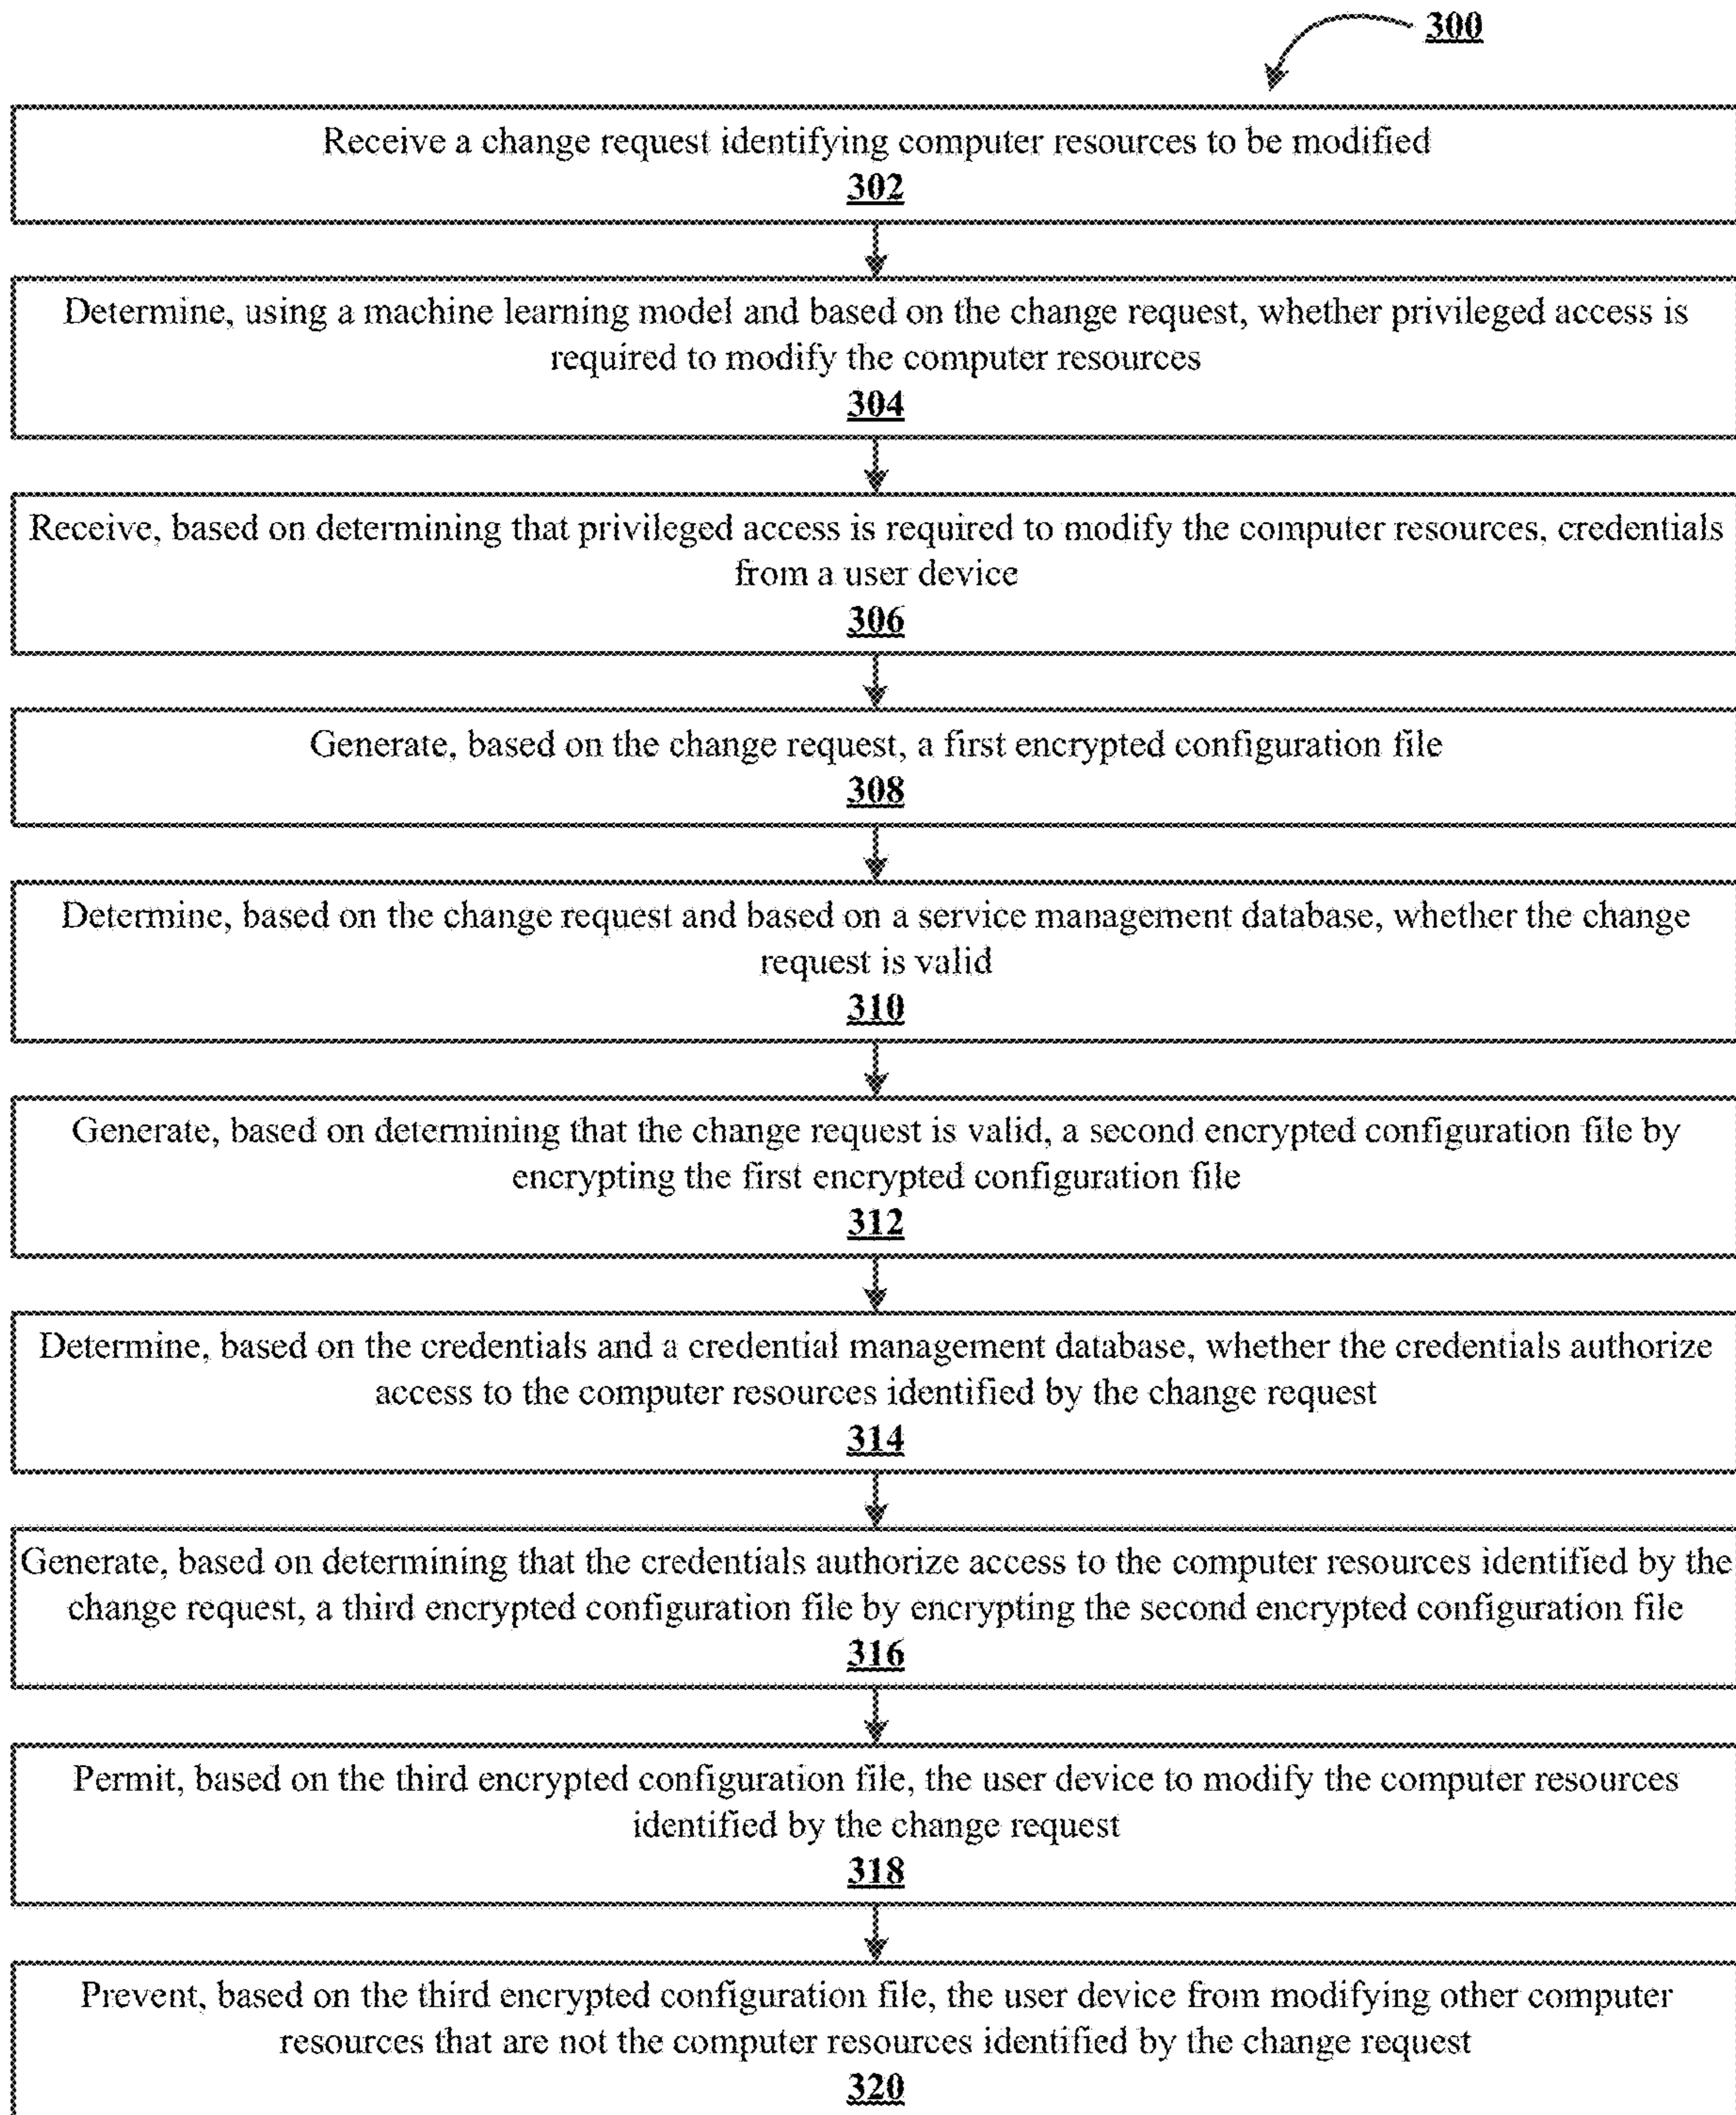 300
Receive a change request identifying computer resources to be modified
302
Determine, using a machine learning model and based on the change request, whether privileged access is
required to modify the computer resources
304
Receive, based on determining that privileged access is required to modify the computer resources, credentials
from a user device
306
Generate, based on the change request, a first encrypted configuration file
308
Determine, based on the change request and based on a service management database, whether the change
request is valid
310
Generate, based on determining that the change request is valid, a second encrypted configuration file by
encrypting the first encrypted configuration file
312
Determine, based on the credentials and a credential management database, whether the credentials authorize
access to the computer resources identified by the change request
314
Generate, based on determining that the credentials authorize access to the computer resources identified by the
change request, a third encrypted configuration file by encrypting the second encrypted configuration file
316
Permit, based on the third encrypted configuration file, the user device to modify the computer resources
identified by the change request
318
Prevent, based on the third encrypted configuration file, the user device from modifying other computer
resources that are not the computer resources identified by the change request
320